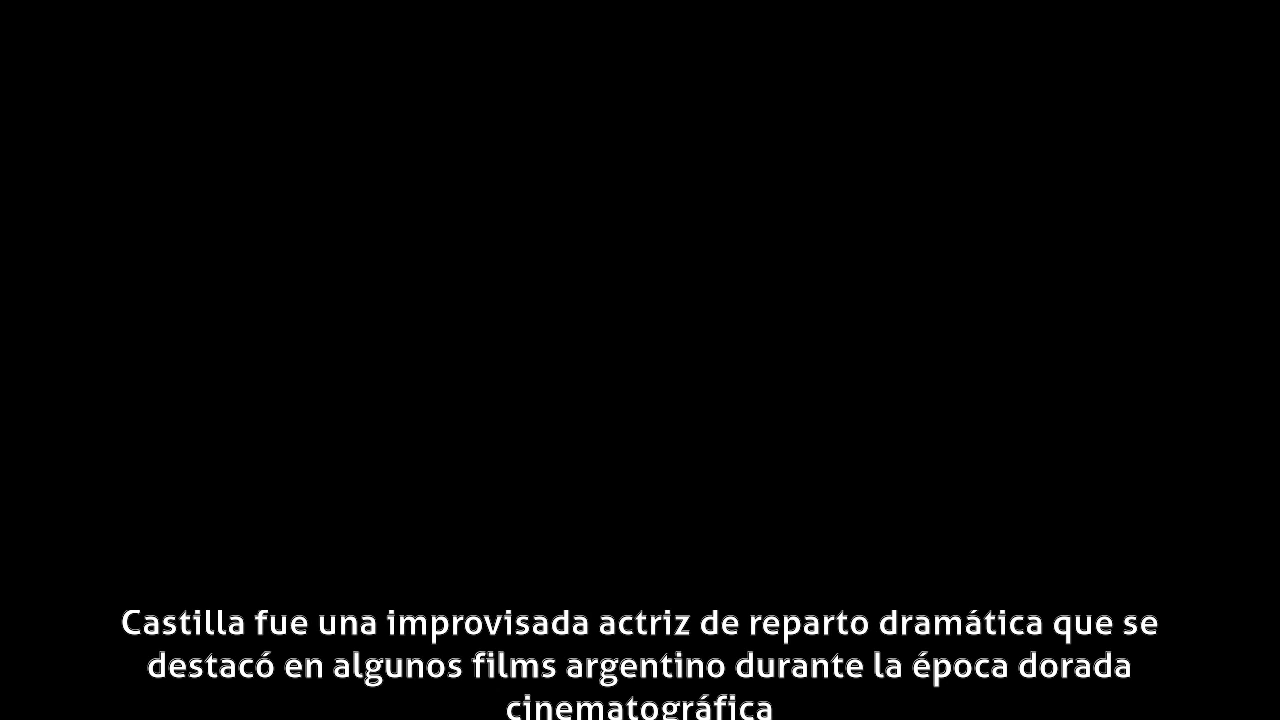 Castilla fue una improvisada actriz de reparto dramática que se
destacó en algunos films argentino durante la época dorada
cinematográfica